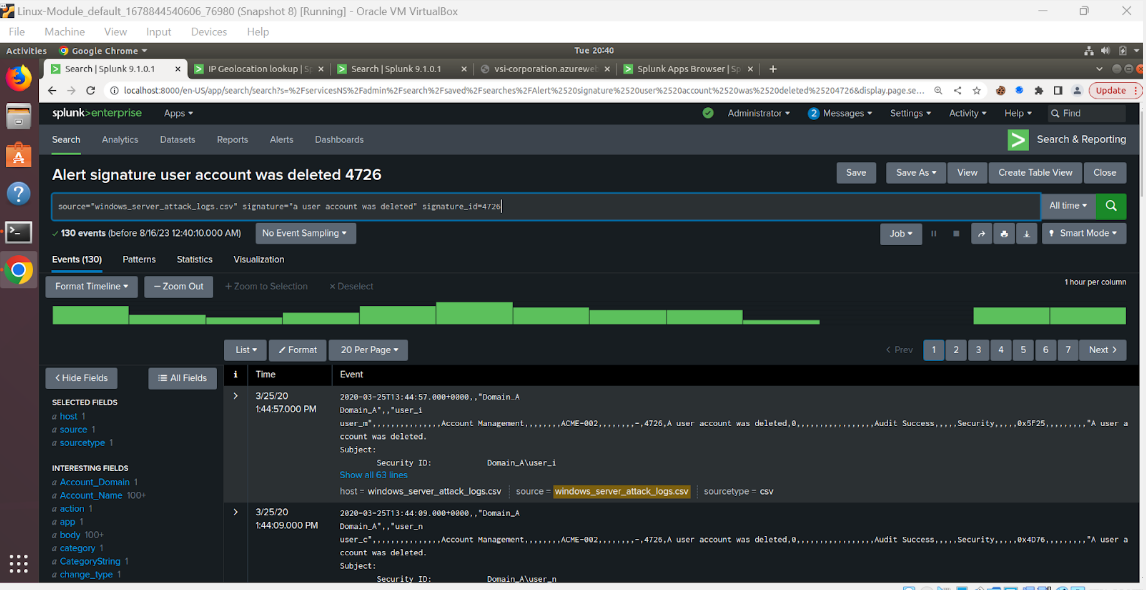 Linux-Module_default_1678844540606_76980 (Snapshot 8) [Running] - Oracle VM VirtualBox
File Machine View Input Devices Help
Activities Google Chrome Tue 20:40
Search | Splunk 9.1.0.1 IP Geolocation lookup | S Search | Splunk 9.1.0.1 vsi-corporation.azureweb Splunk Apps Browser | Sp
localhost:8000/en-US/app/search/search?s=%2FservicesNS%2Fadmin%2Fsearch%2Fsaved%2Fsearches%2FAlert%2520signature%2520user%2520account%2520was%2520deleted%25204726&display.page.se... Update
splunk>enterprise Apps Administrator 2 Messages Settings Activity Help Find
Search Analytics Datasets Reports Alerts Dashboards Search & Reporting
Alert signature user account was deleted 4726 Save Save As View Create Table View Close
source="windows_server_attack_logs.csv" signature="a user account was deleted" signature_id=4726 All time
130 events (before 8/16/23 12:40:10.000 AM) No Event Sampling Job Smart Mode
Events (130) Patterns Statistics Visualization
Format Timeline – Zoom Out + Zoom to Selection × Deselect 1 hour per column
List Format 20 Per Page < Prev 1 2 3 4 5 6 7 Next >
< Hide Fields All Fields i Time Event
SELECTED FIELDS
a host 1
a source 1
a sourcetype 1
INTERESTING FIELDS
a Account_Domain 1
a Account_Name 100+
a action 1
a app 1
a body 100+
a category 1
a CategoryString 1
a change_type 1
> 3/25/20
1:44:57.000 PM
2020-03-25T13:44:57.000+0000,,"Domain_A
Domain_A",,"user_i
user_m",,,,,,,,,,,,,,,Account Management,,,,,,,,ACME-002,,,,,,,-,4726,A user account was deleted,0,,,,,,,,,,,,,,,Audit Success,,,,,Security,,,,,0x5F25,,,,,,,,,"A user a
ccount was deleted.
Subject:
Security ID: Domain_A\user_i
Show all 63 lines
host = windows_server_attack_logs.csv source = windows_server_attack_logs.csv sourcetype = csv
> 3/25/20
1:44:09.000 PM
2020-03-25T13:44:09.000+0000,,"Domain_A
Domain_A",,"user_n
user_c",,,,,,,,,,,,,,,Account Management,,,,,,,,ACME-002,,,,,,,-,4726,A user account was deleted,0,,,,,,,,,,,,,,,Audit Success,,,,,Security,,,,,0x4D76,,,,,,,,,"A user a
ccount was deleted.
Subject:
Security ID: Domain_A\user_n